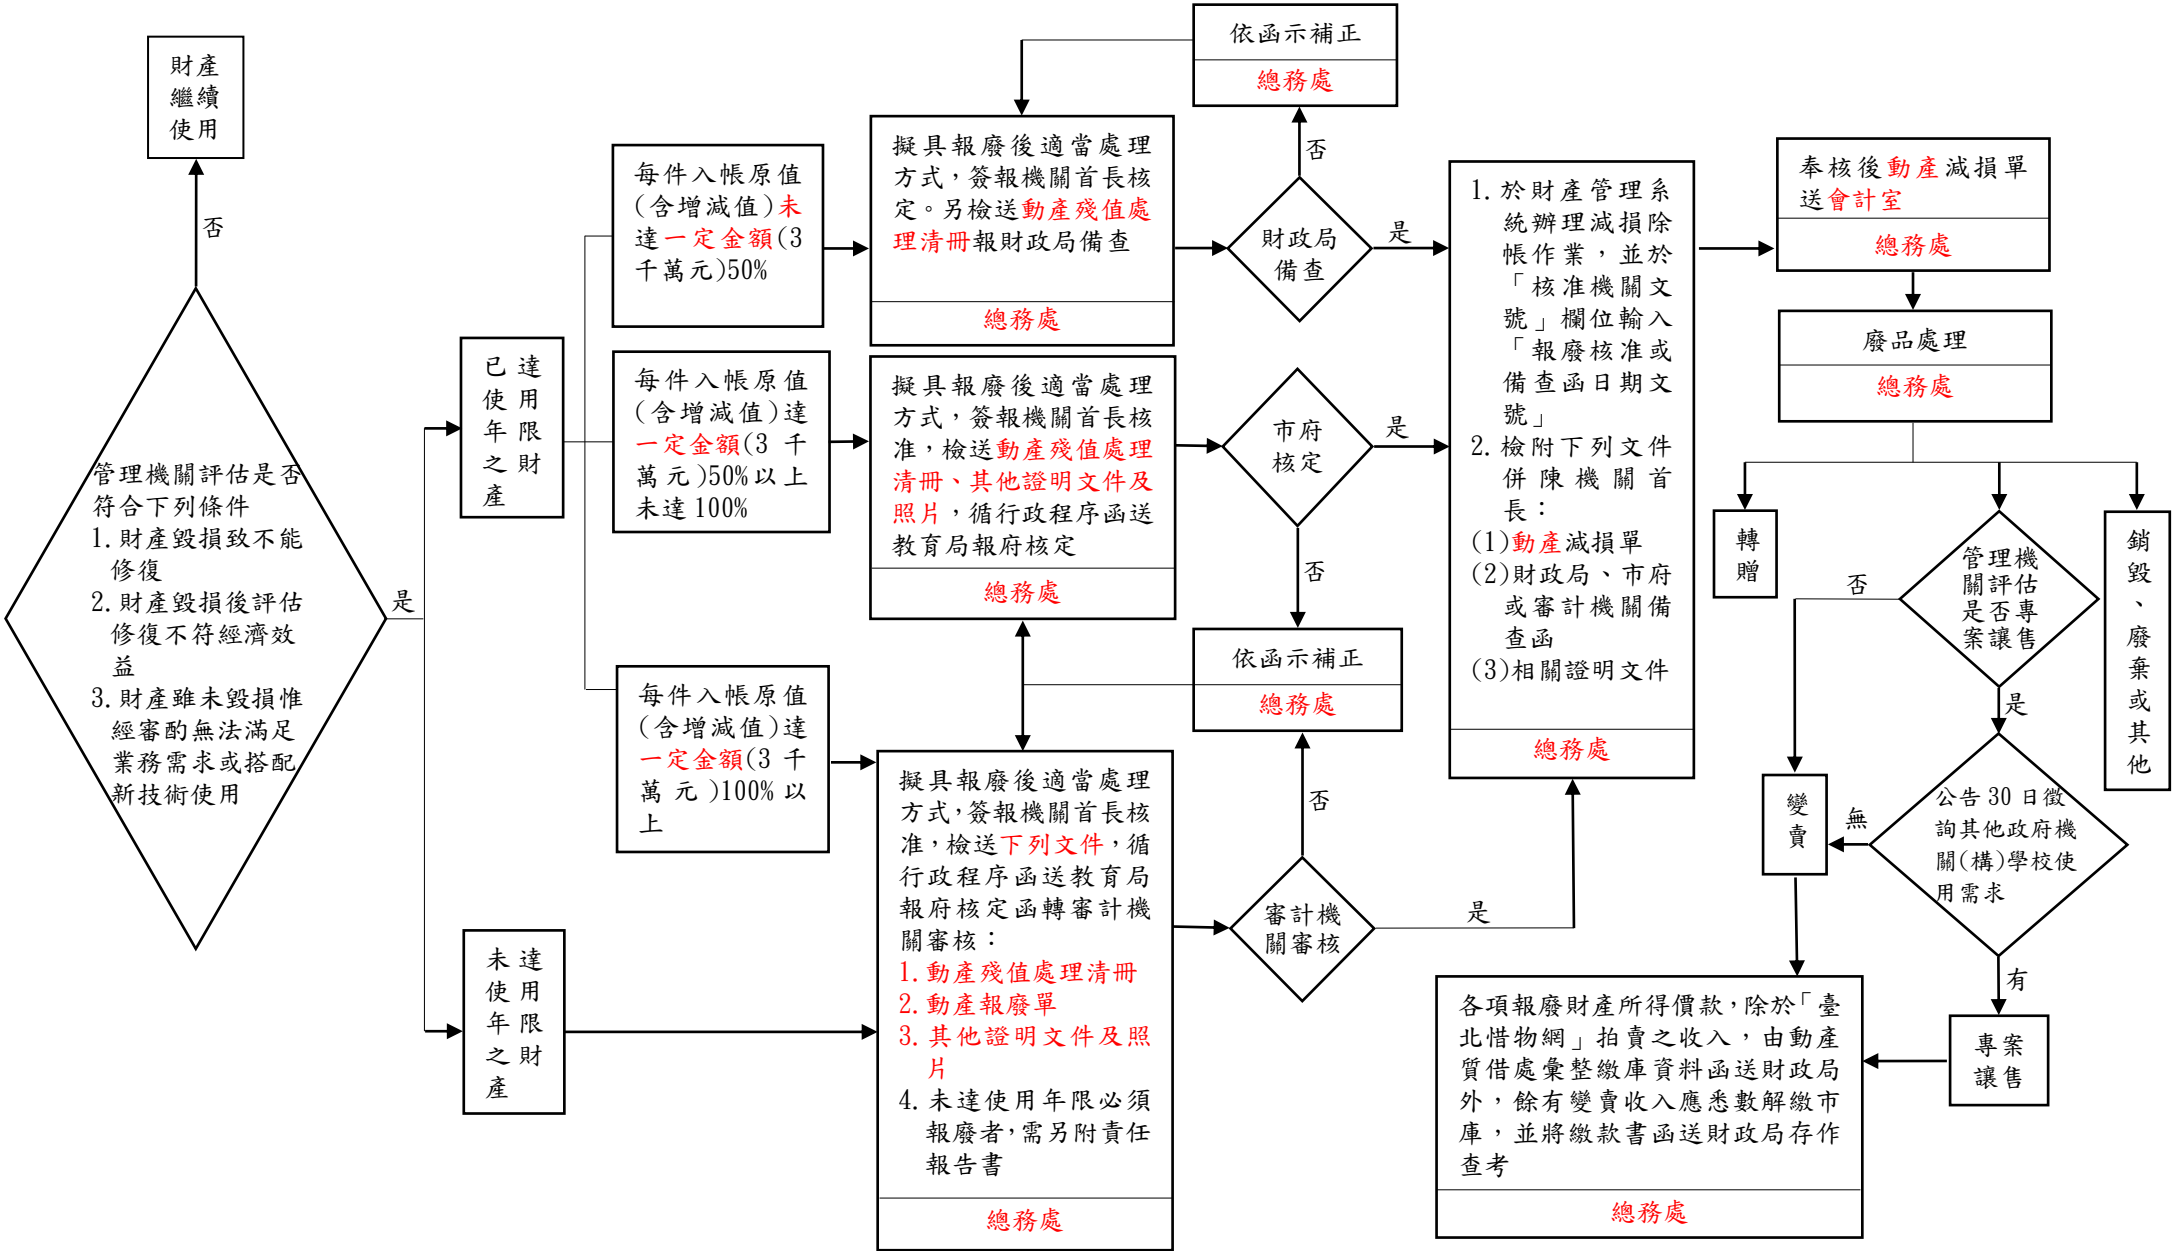 財產
繼續
使用
否
管理機關評估是否
符合下列條件
1.財產毀損致不能
修復
2.財產毀損後評估
修復不符經濟效
益
3.財產雖未毀損惟
經審酌無法滿足
業務需求或搭配
新技術使用
是
已達
使用
年限
之財
產
未達
使用
年限
之財
產
每件入帳原值
(含增減值)未
達一定金額(3
千萬元)50%
每件入帳原值
(含增減值)達
一定金額(3 千
萬元)50%以上
未達100%
每件入帳原值
(含增減值)達
一定金額(3 千
萬元)100%以
上
擬具報廢後適當處理
方式，簽報機關首長核
定。另檢送動產殘值處
理清冊報財政局備查
總務處
擬具報廢後適當處理
方式，簽報機關首長核
准，檢送動產殘值處理
清冊、其他證明文件及
照片，循行政程序函送
教育局報府核定
總務處
擬具報廢後適當處理
方式，簽報機關首長核
准，檢送下列文件，循
行政程序函送教育局
報府核定函轉審計機
關審核：
1.動產殘值處理清冊
2.動產報廢單
3.其他證明文件及照
片
4.未達使用年限必須
報廢者，需另附責任
報告書
總務處
依函示補正
總務處
否
財政局
備查
是
市府
核定
是
否
依函示補正
總務處
否
審計機
關審核
是
1.於財產管理系
統辦理減損除
帳作業，並於
「核准機關文
號」欄位輸入
「報廢核准或
備查函日期文
號」
2.檢附下列文件
併陳機關首
長：
(1)動產減損單
(2)財政局、市府
或審計機關備
查函
(3)相關證明文件
總務處
奉核後動產減損單
送會計室
總務處
廢品處理
總務處
轉
贈
管理機
關評估
是否專
案讓售
否
是
銷
毀
、
廢
棄
或
其
他
變
賣
無
公告30日徵
詢其他政府機
關(構)學校使
用需求
有
專案
讓售
各項報廢財產所得價款，除於「臺
北惜物網」拍賣之收入，由動產
質借處彙整繳庫資料函送財政局
外，餘有變賣收入應悉數解繳市
庫，並將繳款書函送財政局存作
查考
總務處